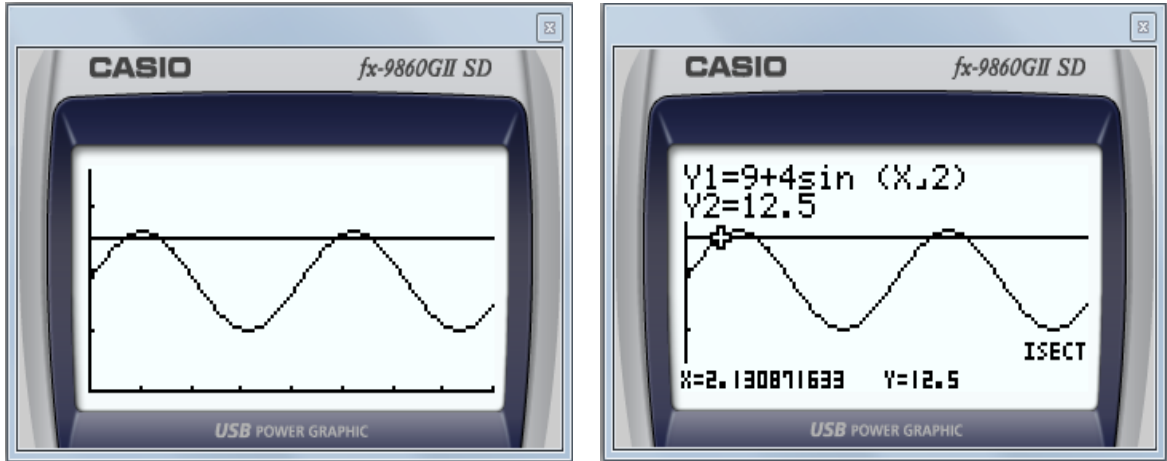 CASIO fx-9860GII SD
USB POWER GRAPHIC
CASIO fx-9860GII SD
Y1=9+4sin (X⌟2)
Y2=12.5
ISECT
X=2.130871633 Y=12.5
USB POWER GRAPHIC